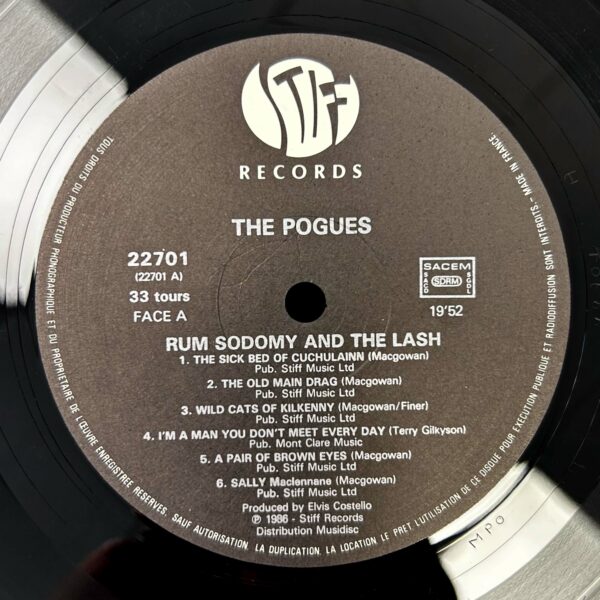 STIFF
RECORDS
THE POGUES
22701
(22701 A)
33 tours
FACE A
SACEM
SACD
SDRM
SGDL
19'52
RUM SODOMY AND THE LASH
1. THE SICK BED OF CUCHULAINN (Macgowan)
Pub. Stiff Music Ltd
2. THE OLD MAIN DRAG (Macgowan)
Pub. Stiff Music Ltd
3. WILD CATS OF KILKENNY (Macgowan/Finer)
Pub. Stiff Music Ltd
4. I'M A MAN YOU DON'T MEET EVERY DAY (Terry Gilkyson)
Pub. Mont Clare Music
5. A PAIR OF BROWN EYES (Macgowan)
Pub. Stiff Music Ltd
6. SALLY Maclennane (Macgowan)
Pub. Stiff Music Ltd
Produced by Elvis Costello
℗ 1986 - Stiff Records
Distribution Musidisc
TOUS DROITS DU PRODUCTEUR PHONOGRAPHIQUE ET DU PROPRIETAIRE DE L'ŒUVRE ENREGISTREE RESERVES. SAUF AUTORISATION, LA DUPLICATION, LA LOCATION LE PRET L'UTILISATION DE CE DISQUE POUR EXECUTION PUBLIQUE ET RADIODIFFUSION SONT INTERDITS - MADE IN FRANCE.
MPO